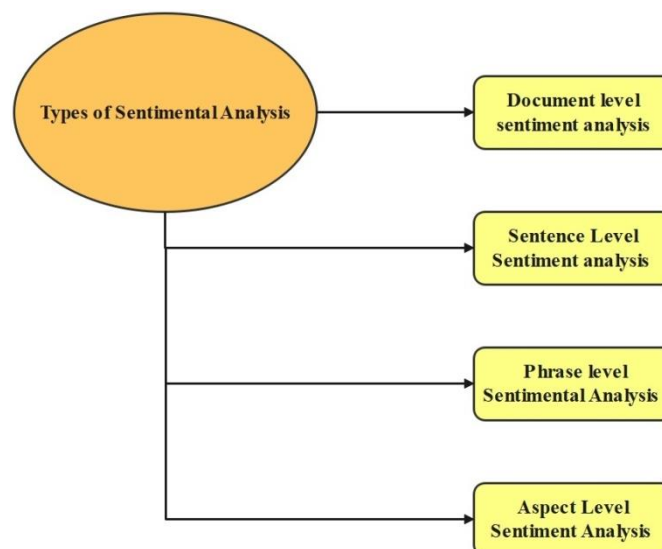 Types of Sentimental Analysis
Document level
sentiment analysis
Sentence Level
Sentiment analysis
Phrase level
Sentimental Analysis
Aspect Level
Sentiment Analysis